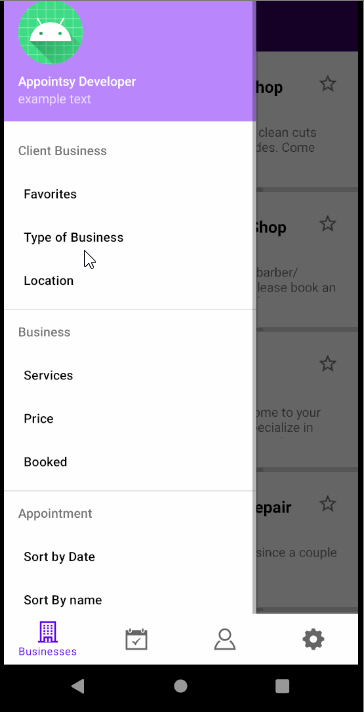 Appointsy Developer
example text
Client Business
Favorites
Type of Business
Location
Business
Services
Price
Booked
Appointment
Sort by Date
Sort By name
Businesses
hop
clean cuts
des. Come
Shop
barber/
lease book an
ome to your
ecialize in
epair
since a couple